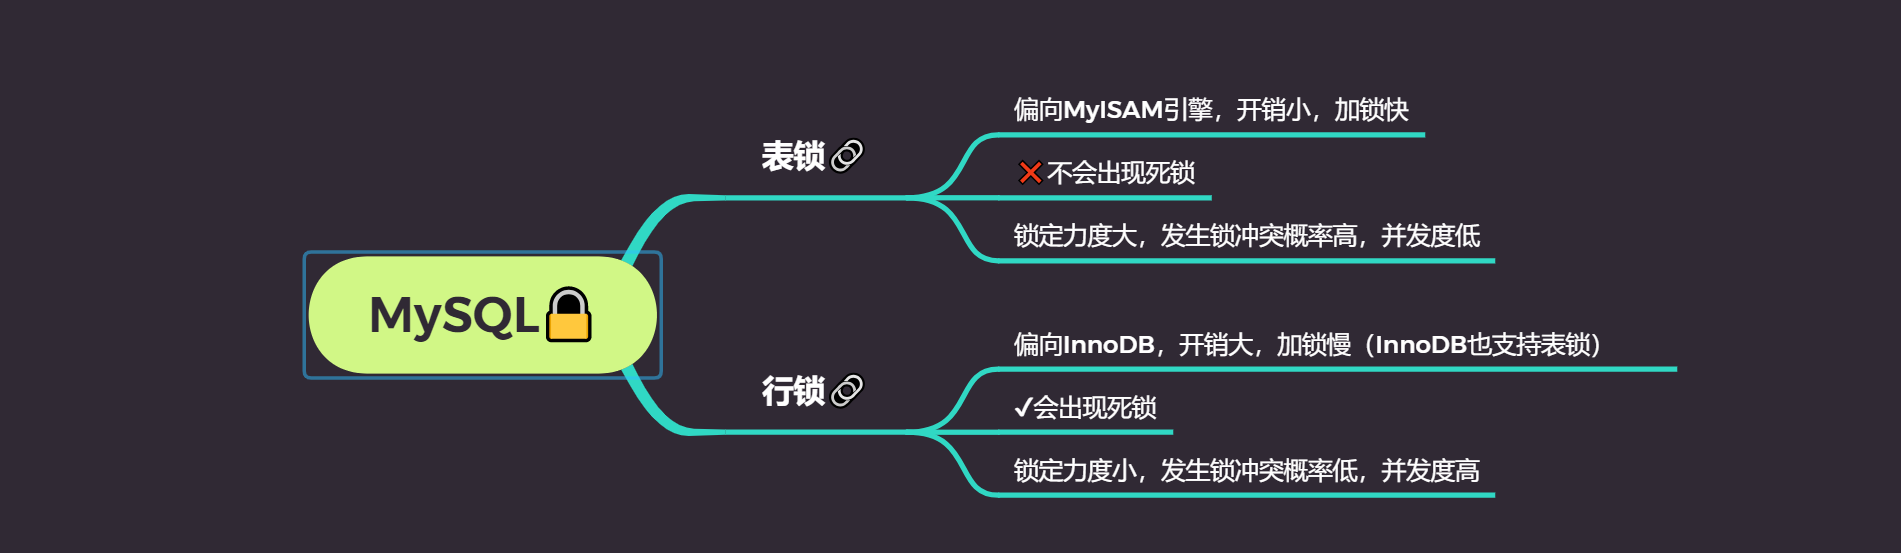 MySQL🔒
表锁🔗
偏向MyISAM引擎，开销小，加锁快
❌不会出现死锁
锁定力度大，发生锁冲突概率高，并发度低
行锁🔗
偏向InnoDB，开销大，加锁慢（InnoDB也支持表锁）
✓会出现死锁
锁定力度小，发生锁冲突概率低，并发度高